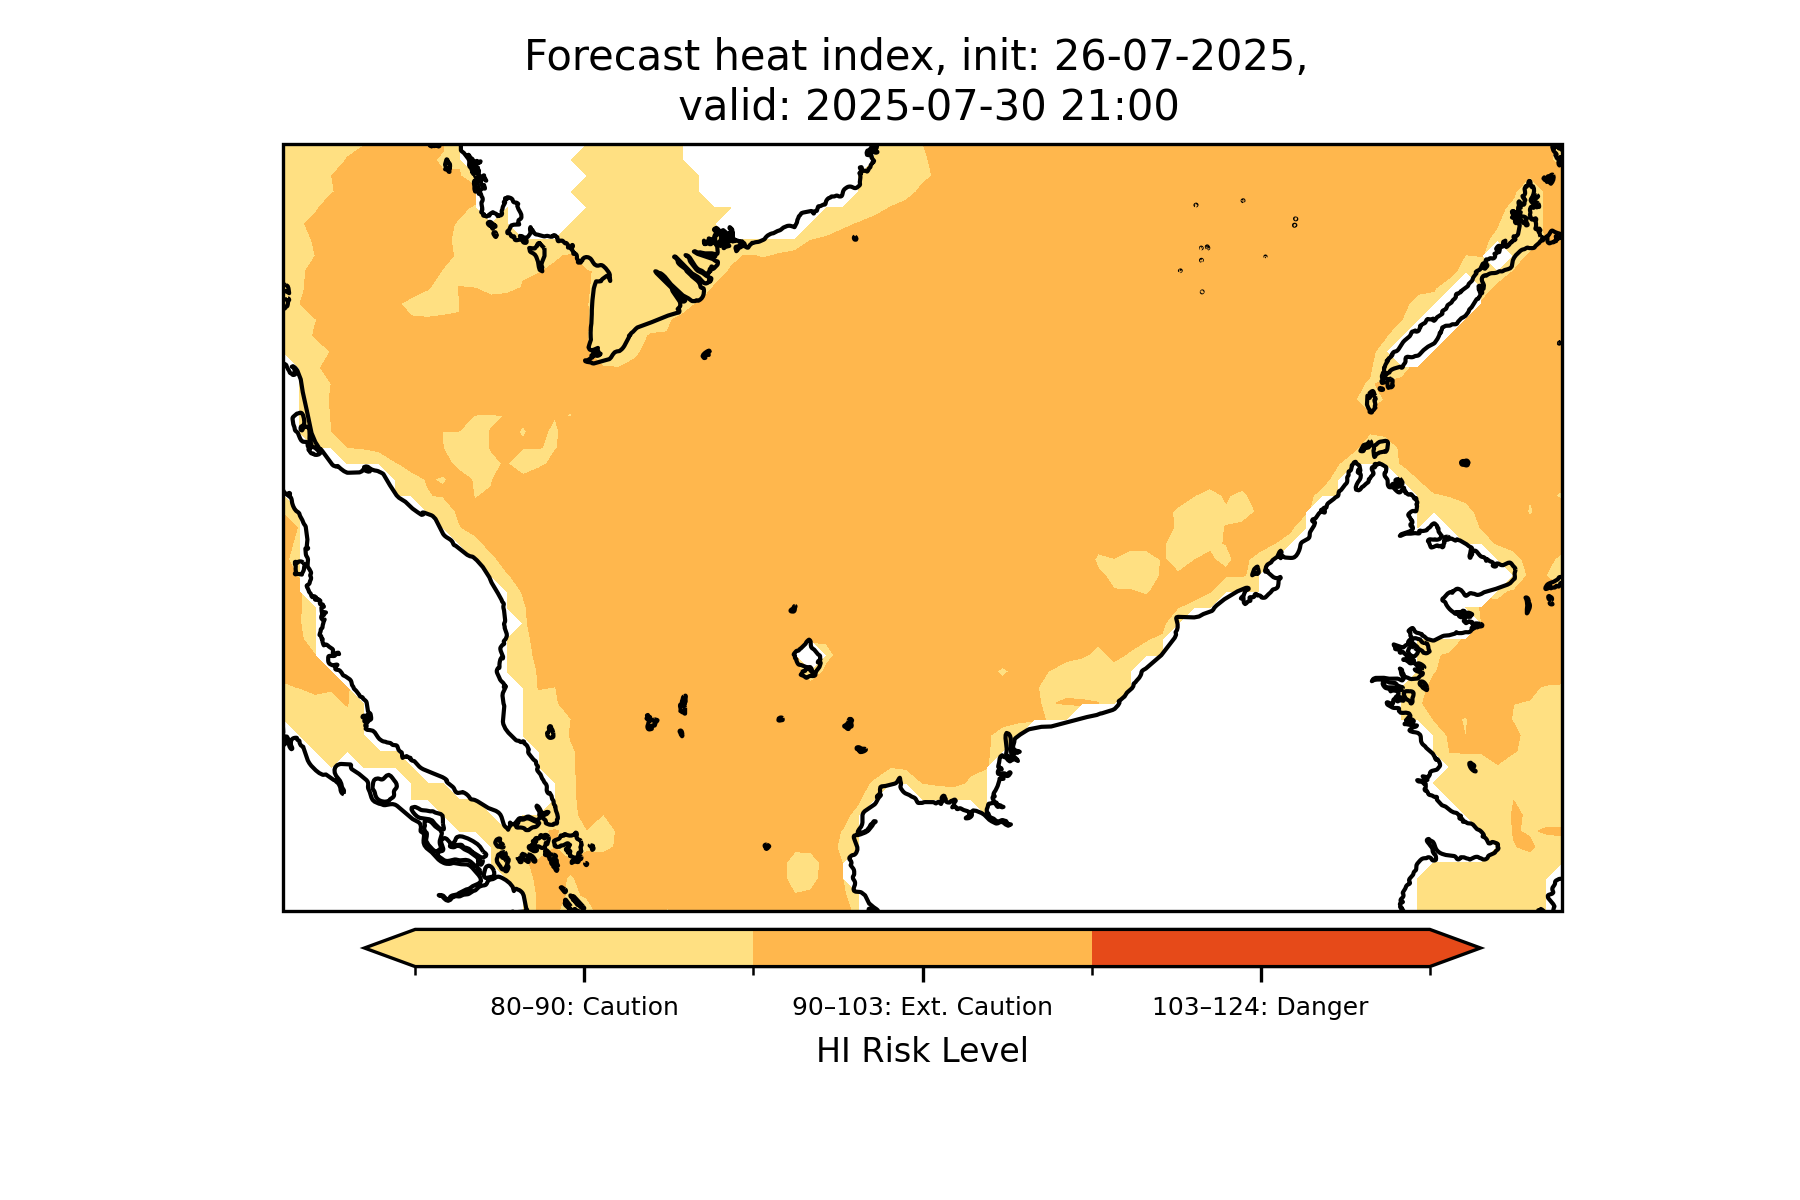 Forecast heat index, init: 26-07-2025,
valid: 2025-07-30 21:00
80–90: Caution
90–103: Ext. Caution
103–124: Danger
HI Risk Level